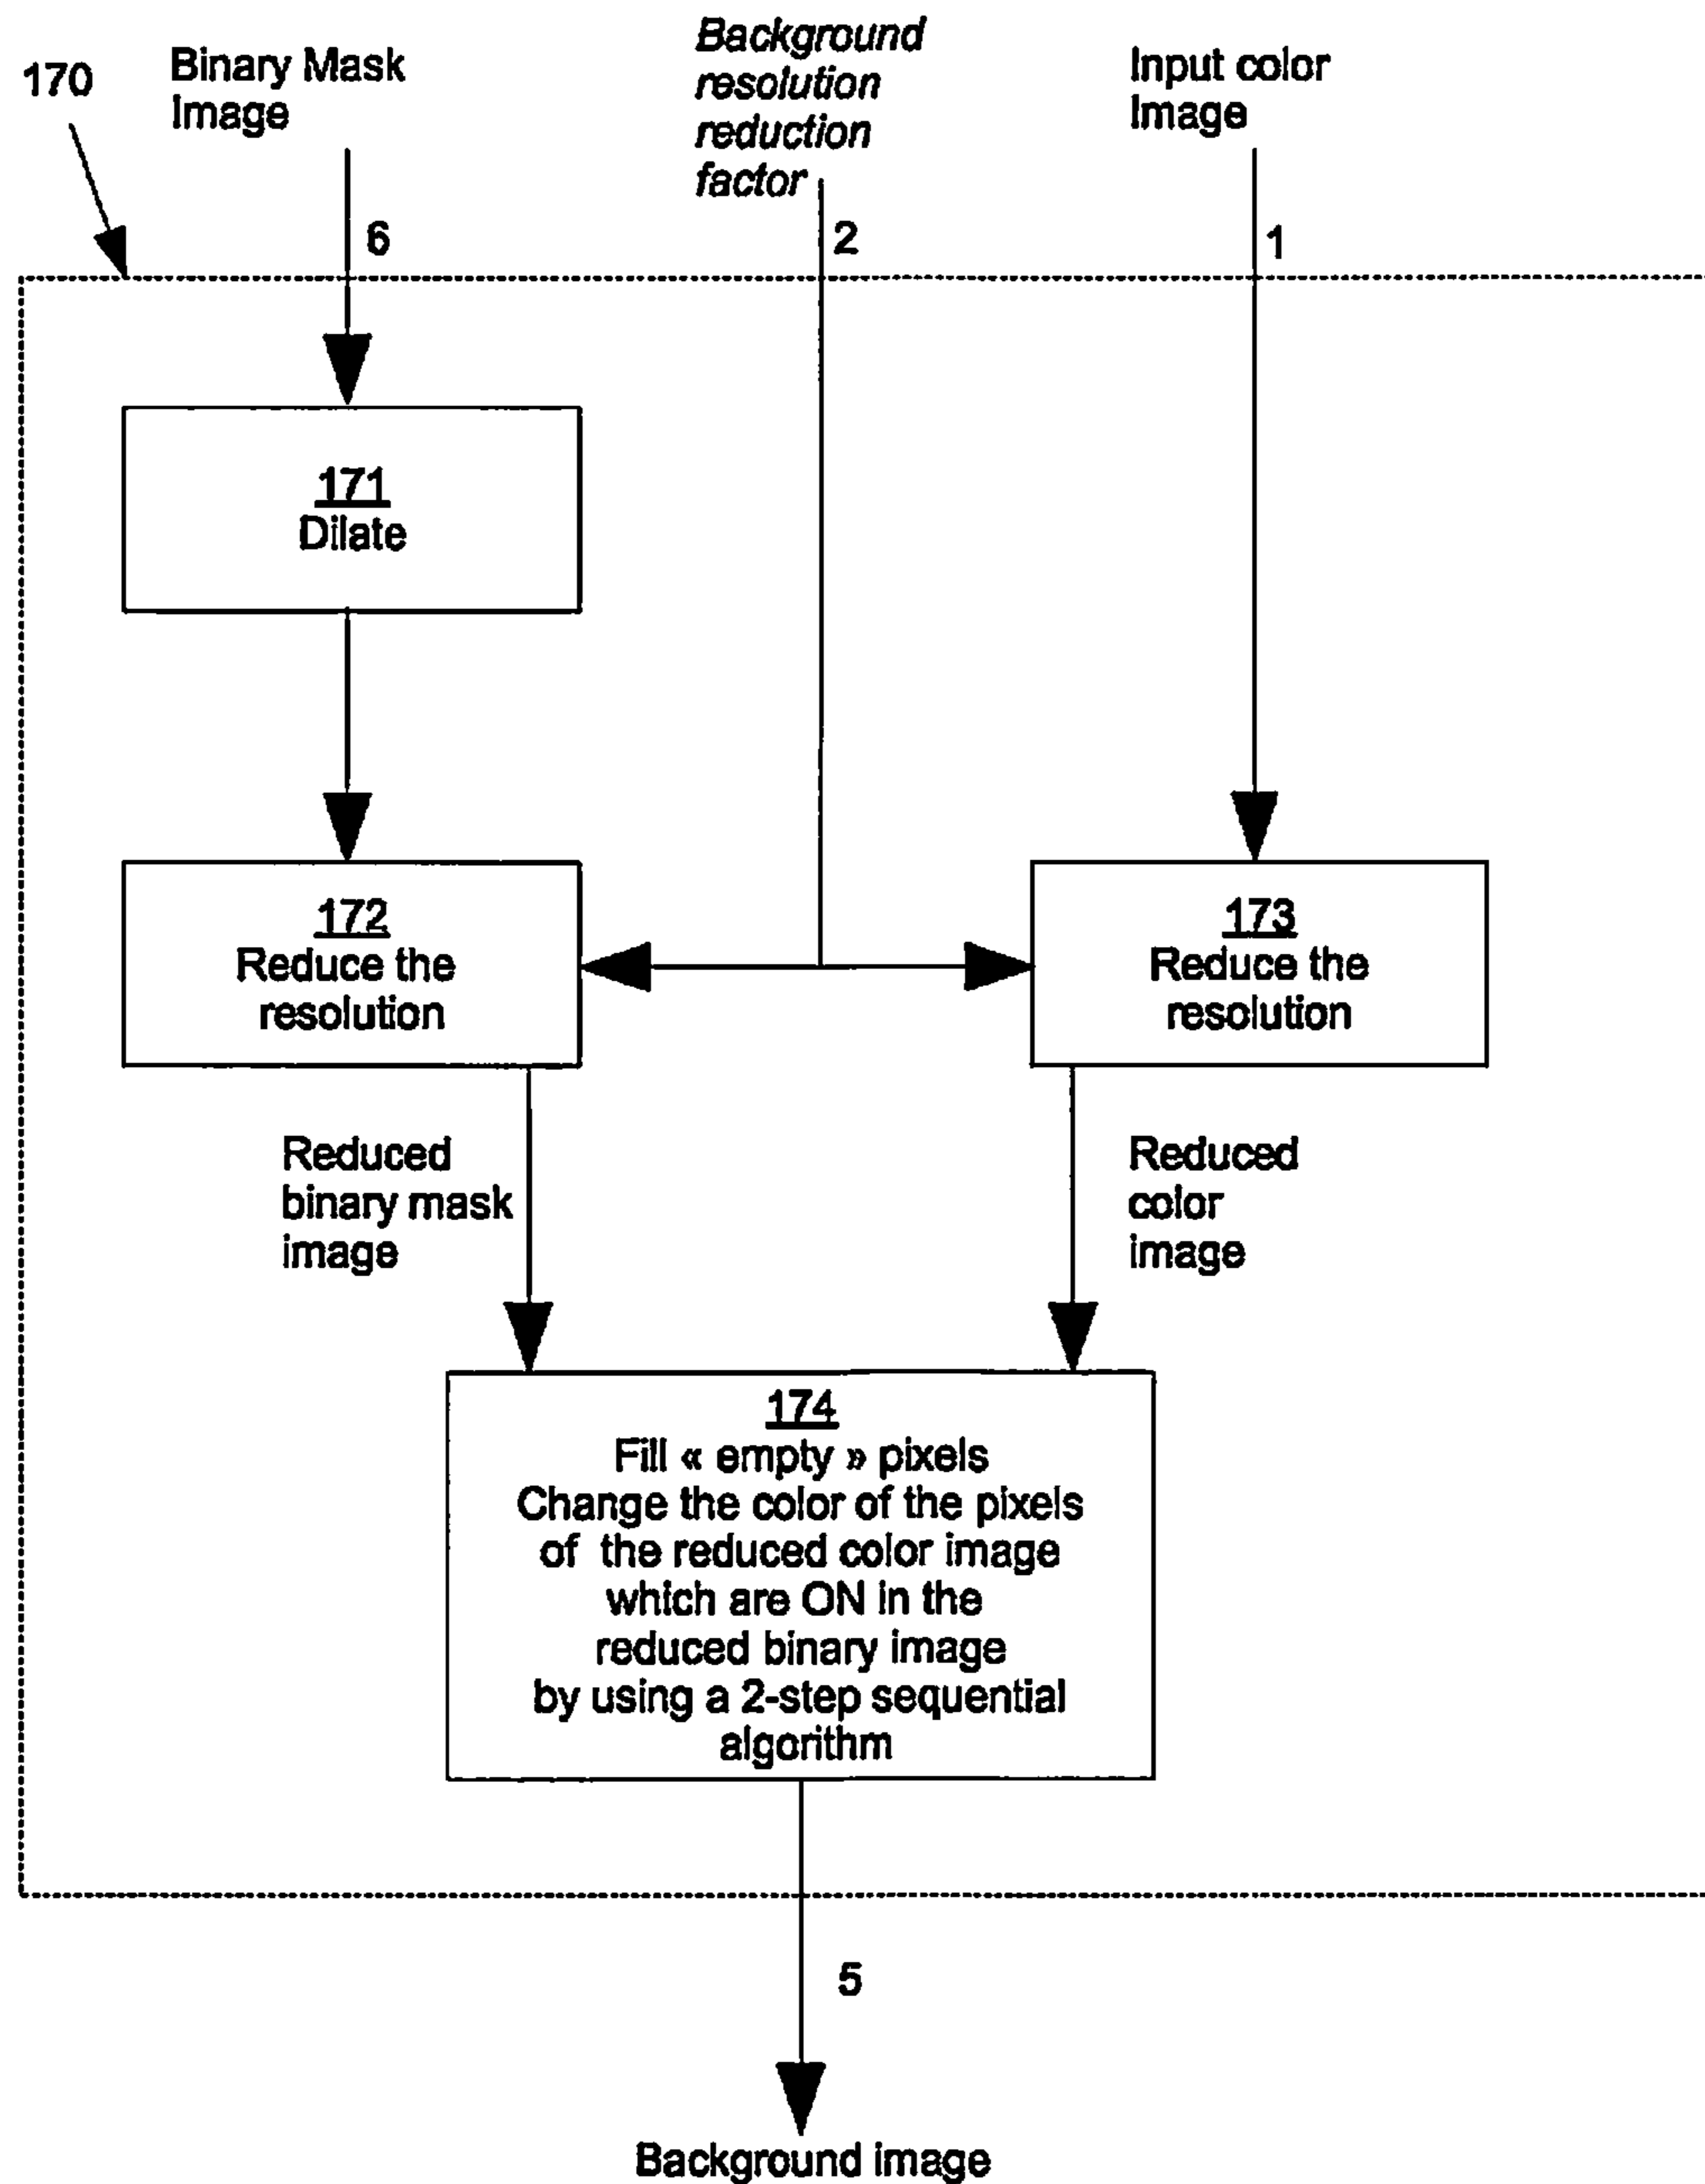 170
Binary Mask
Image
Background
resolution
reduction
factor
Input color
Image
6
2
1
171
Dilate
172
Reduce the
resolution
173
Reduce the
resolution
Reduced
binary mask
image
Reduced
color
image
174
Fill « empty » pixels
Change the color of the pixels
of the reduced color image
which are ON in the
reduced binary image
by using a 2-step sequential
algorithm
5
Background image